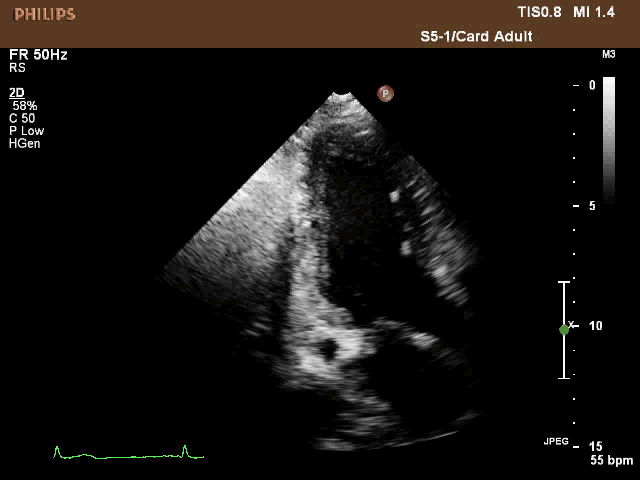 PHILIPS
TIS0.8 MI 1.4
S5-1/Card Adult
FR 50Hz
RS
2D
58%
C 50
P Low
HGen
P
M3
0
5
x
10
JPEG
15
55 bpm